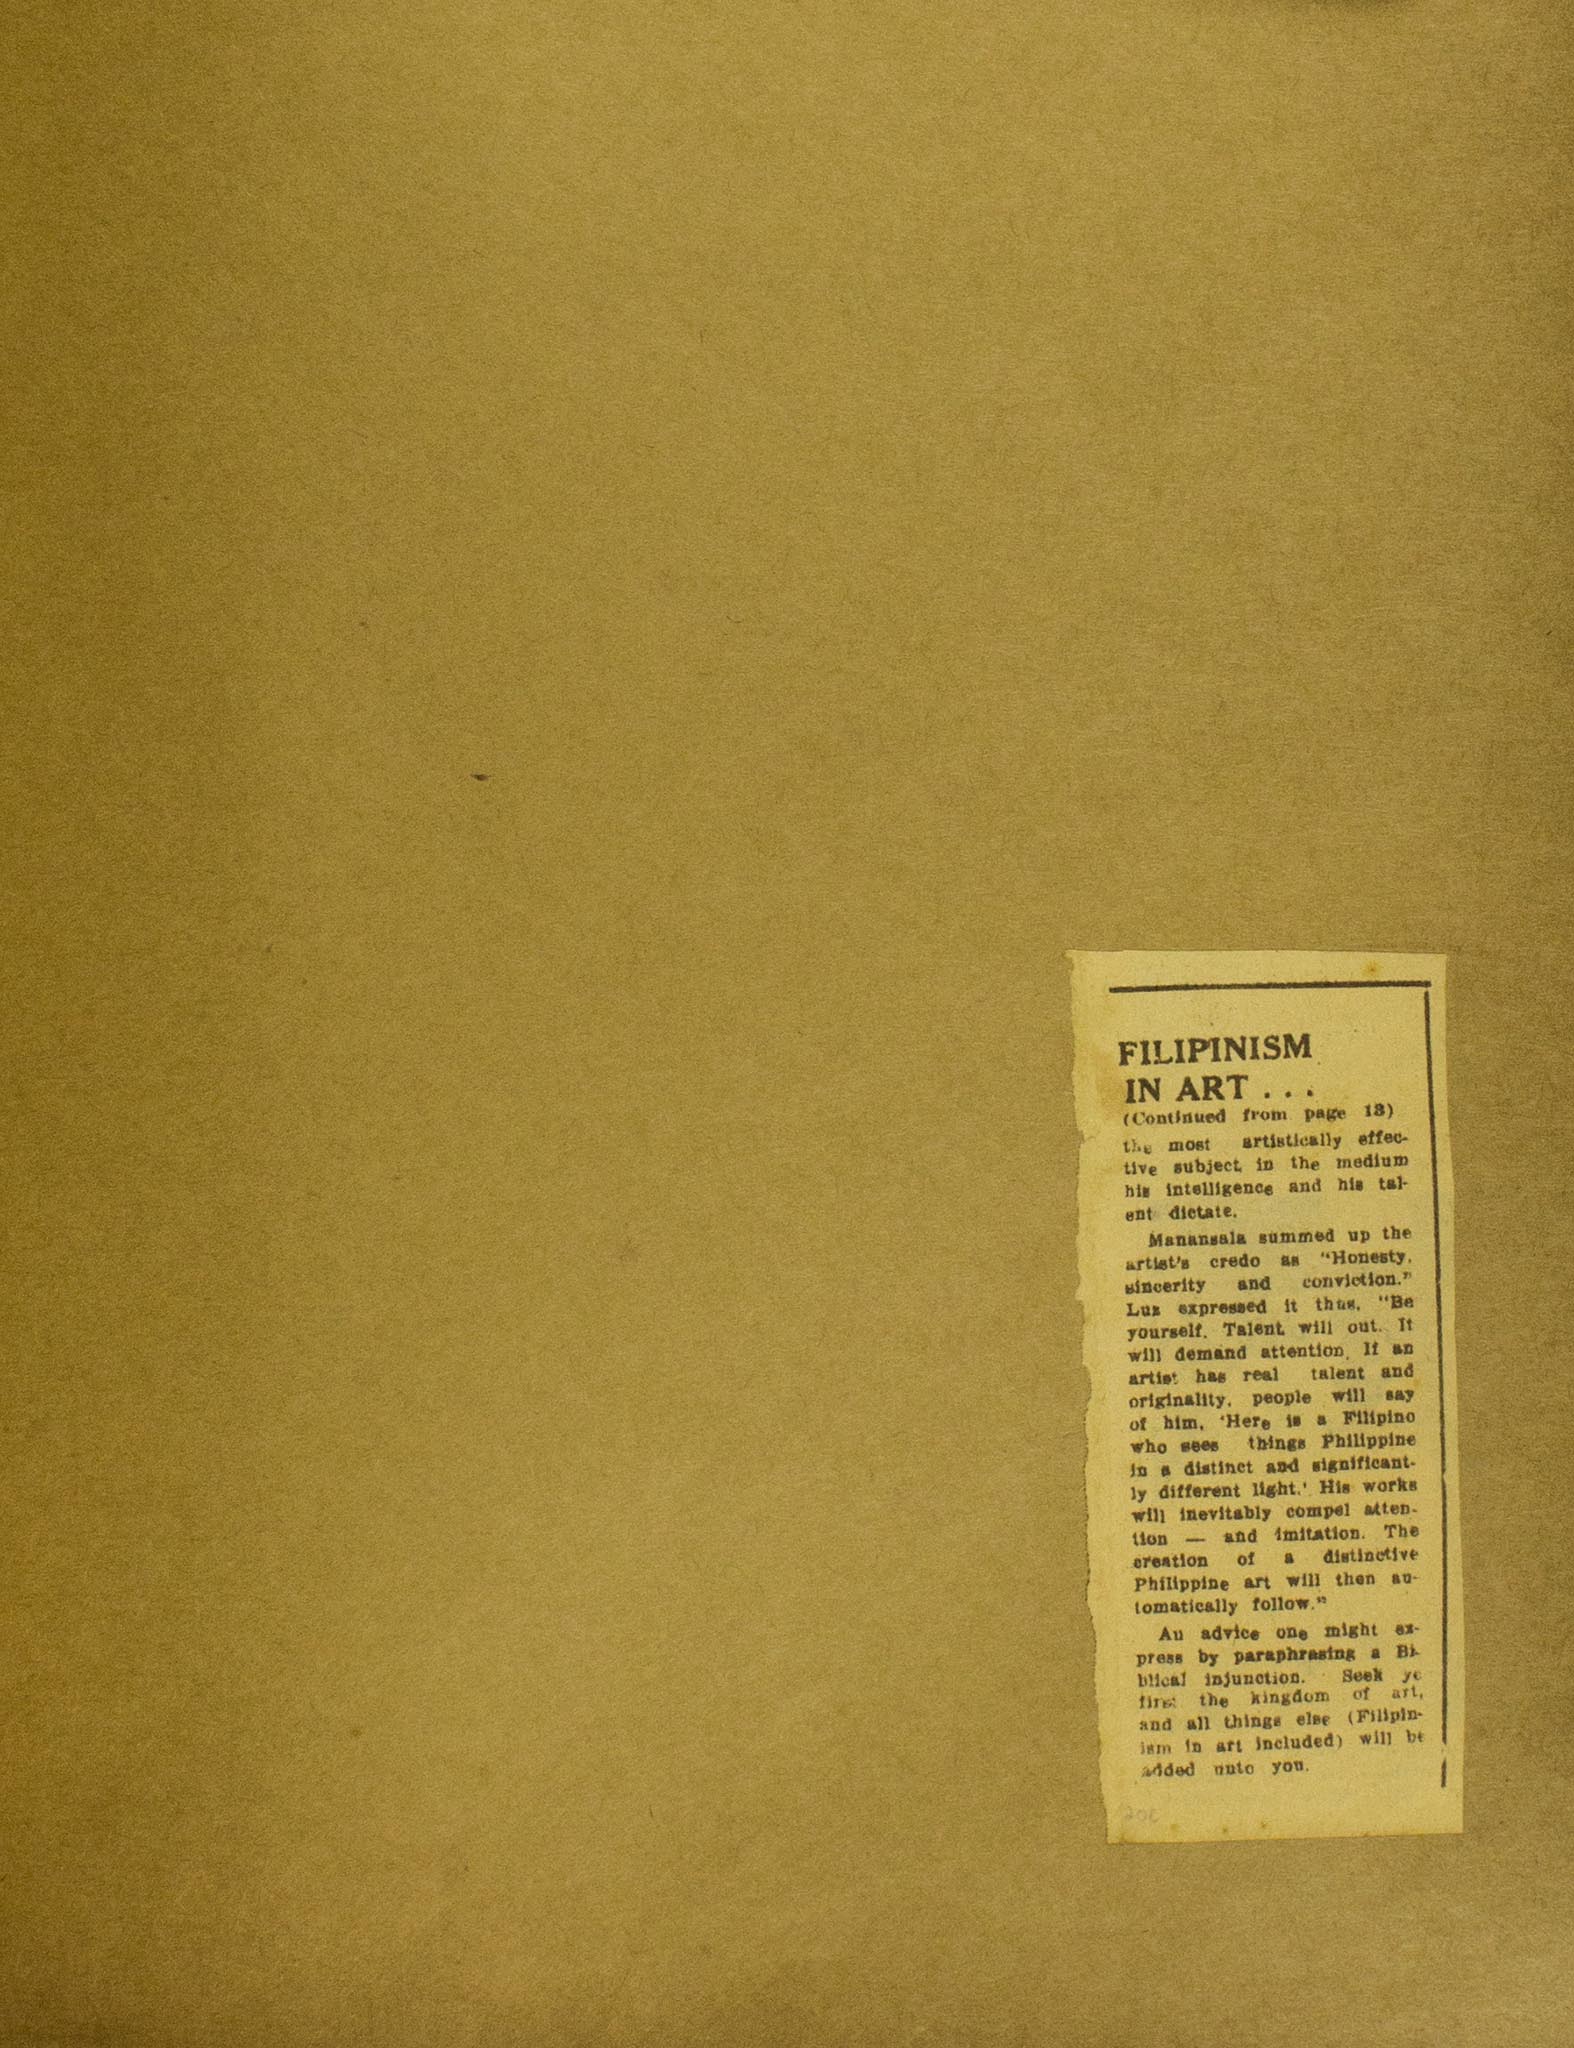 FILIPINISM
IN ART . . .
(Continued from page 13)
the most artistically effec-
tive subject in the medium
his intelligence and his tal-
ent dictate.
Manansala summed up the
artist's credo as "Honesty,
sincerity and conviction."
Luz expressed it thus, "Be
yourself. Talent will out. It
will demand attention. If an
artist has real talent and
originality, people will say
of him, 'Here is a Filipino
who sees things Philippine
in a distinct and significant-
ly different light.' His works
will inevitably compel atten-
tion — and imitation. The
creation of a distinctive
Philippine art will then au-
tomatically follow."
An advice one might ex-
press by paraphrasing a Bi-
blical injunction. Seek ye
first the kingdom of art,
and all things else (Filipin-
ism in art included) will be
added unto you.